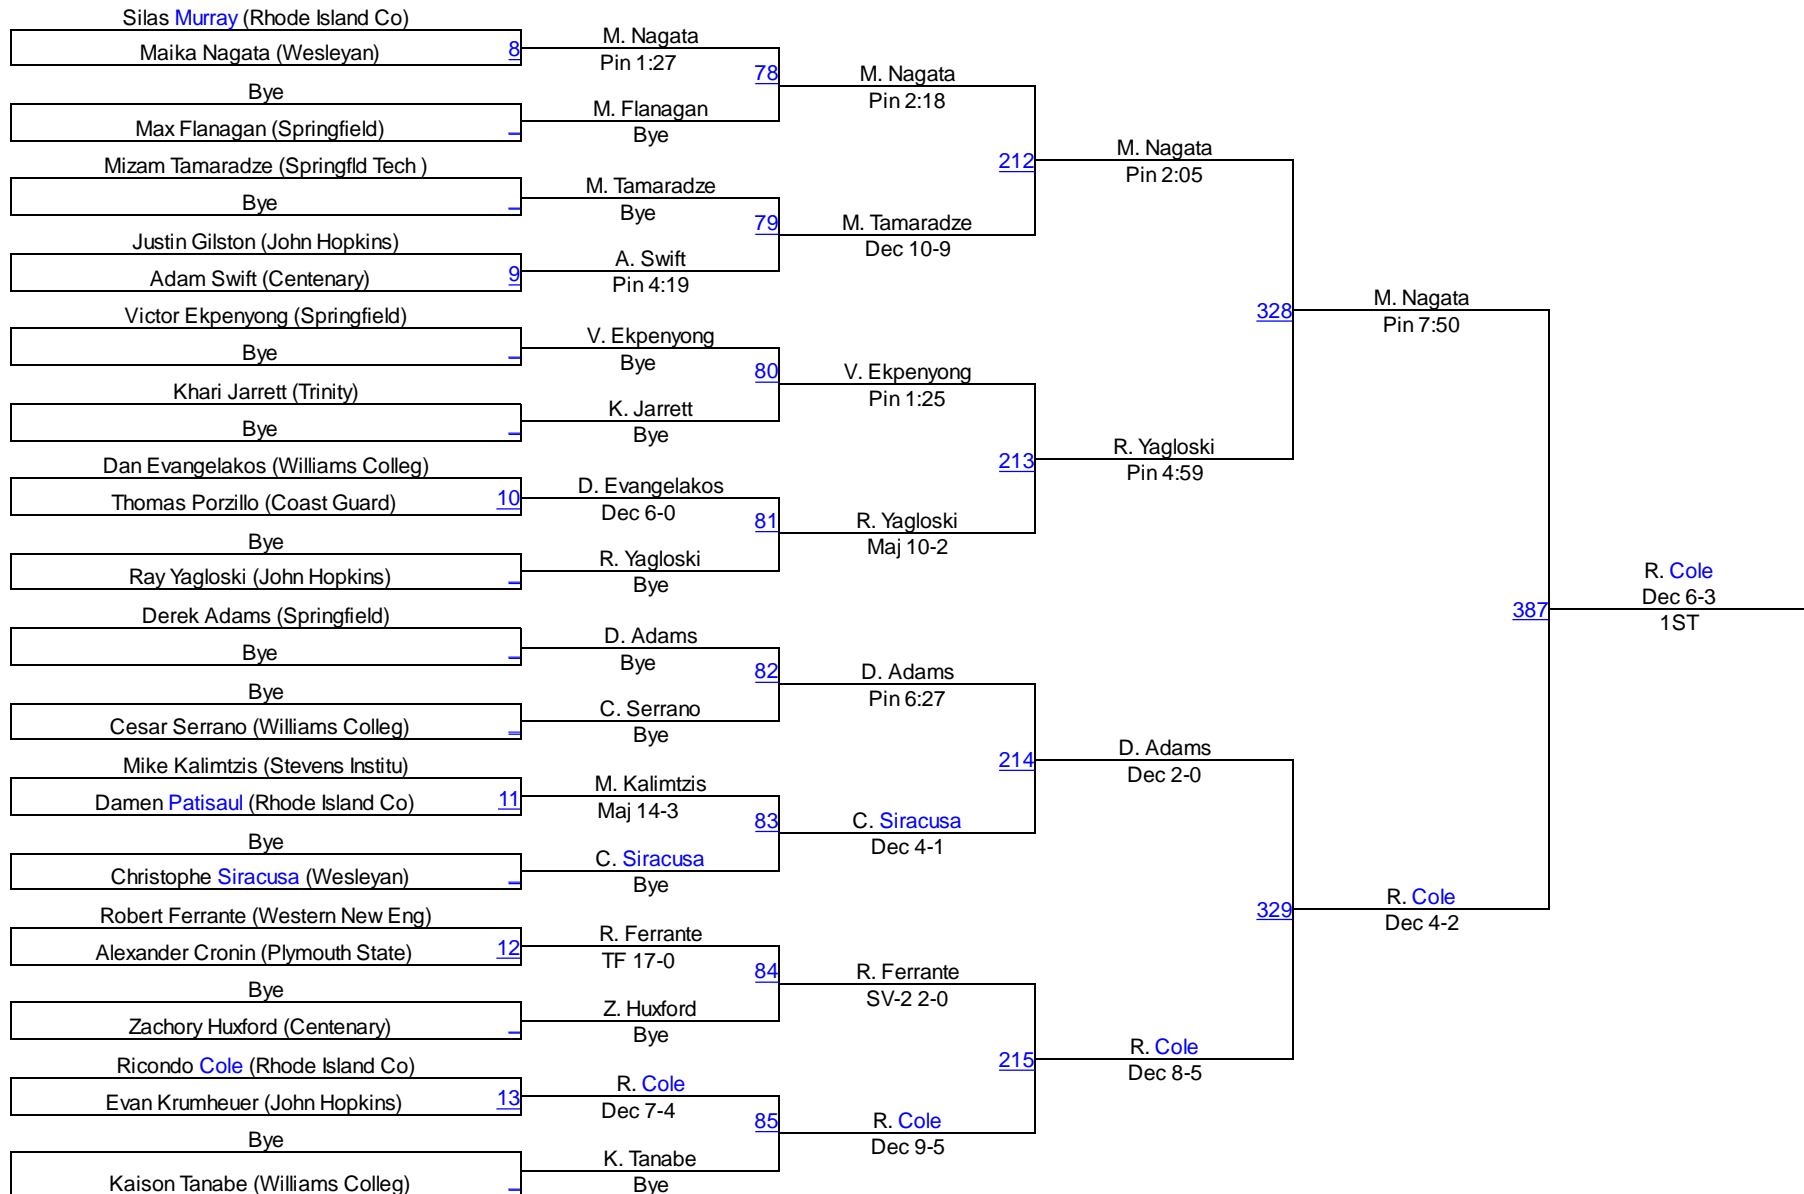 Silas Murray (Rhode Island Co)
Maika Nagata (Wesleyan) 8
Bye
Max Flanagan (Springfield)
Mizam Tamaradze (Springfld Tech )
Bye
Justin Gilston (John Hopkins)
Adam Swift (Centenary) 9
Victor Ekpenyong (Springfield)
Bye
Khari Jarrett (Trinity)
Bye
Dan Evangelakos (Williams Colleg)
Thomas Porzillo (Coast Guard) 10
Bye
Ray Yagloski (John Hopkins)
Derek Adams (Springfield)
Bye
Bye
Cesar Serrano (Williams Colleg)
Mike Kalimtzis (Stevens Institu)
Damen Patisaul (Rhode Island Co) 11
Bye
Christophe Siracusa (Wesleyan)
Robert Ferrante (Western New Eng)
Alexander Cronin (Plymouth State) 12
Bye
Zachory Huxford (Centenary)
Ricondo Cole (Rhode Island Co)
Evan Krumheuer (John Hopkins) 13
Bye
Kaison Tanabe (Williams Colleg)
M. Nagata
Pin 1:27
78
M. Flanagan
Bye
M. Tamaradze
Bye
79
A. Swift
Pin 4:19
V. Ekpenyong
Bye
80
K. Jarrett
Bye
D. Evangelakos
Dec 6-0
81
R. Yagloski
Bye
D. Adams
Bye
82
C. Serrano
Bye
M. Kalimtzis
Maj 14-3
83
C. Siracusa
Bye
R. Ferrante
TF 17-0
84
Z. Huxford
Bye
R. Cole
Dec 7-4
85
K. Tanabe
Bye
M. Nagata
Pin 2:18
212
M. Tamaradze
Dec 10-9
V. Ekpenyong
Pin 1:25
213
R. Yagloski
Maj 10-2
D. Adams
Pin 6:27
214
C. Siracusa
Dec 4-1
R. Ferrante
SV-2 2-0
215
R. Cole
Dec 9-5
M. Nagata
Pin 2:05
328
R. Yagloski
Pin 4:59
D. Adams
Dec 2-0
329
R. Cole
Dec 8-5
M. Nagata
Pin 7:50
387
R. Cole
Dec 4-2
R. Cole
Dec 6-3
1ST